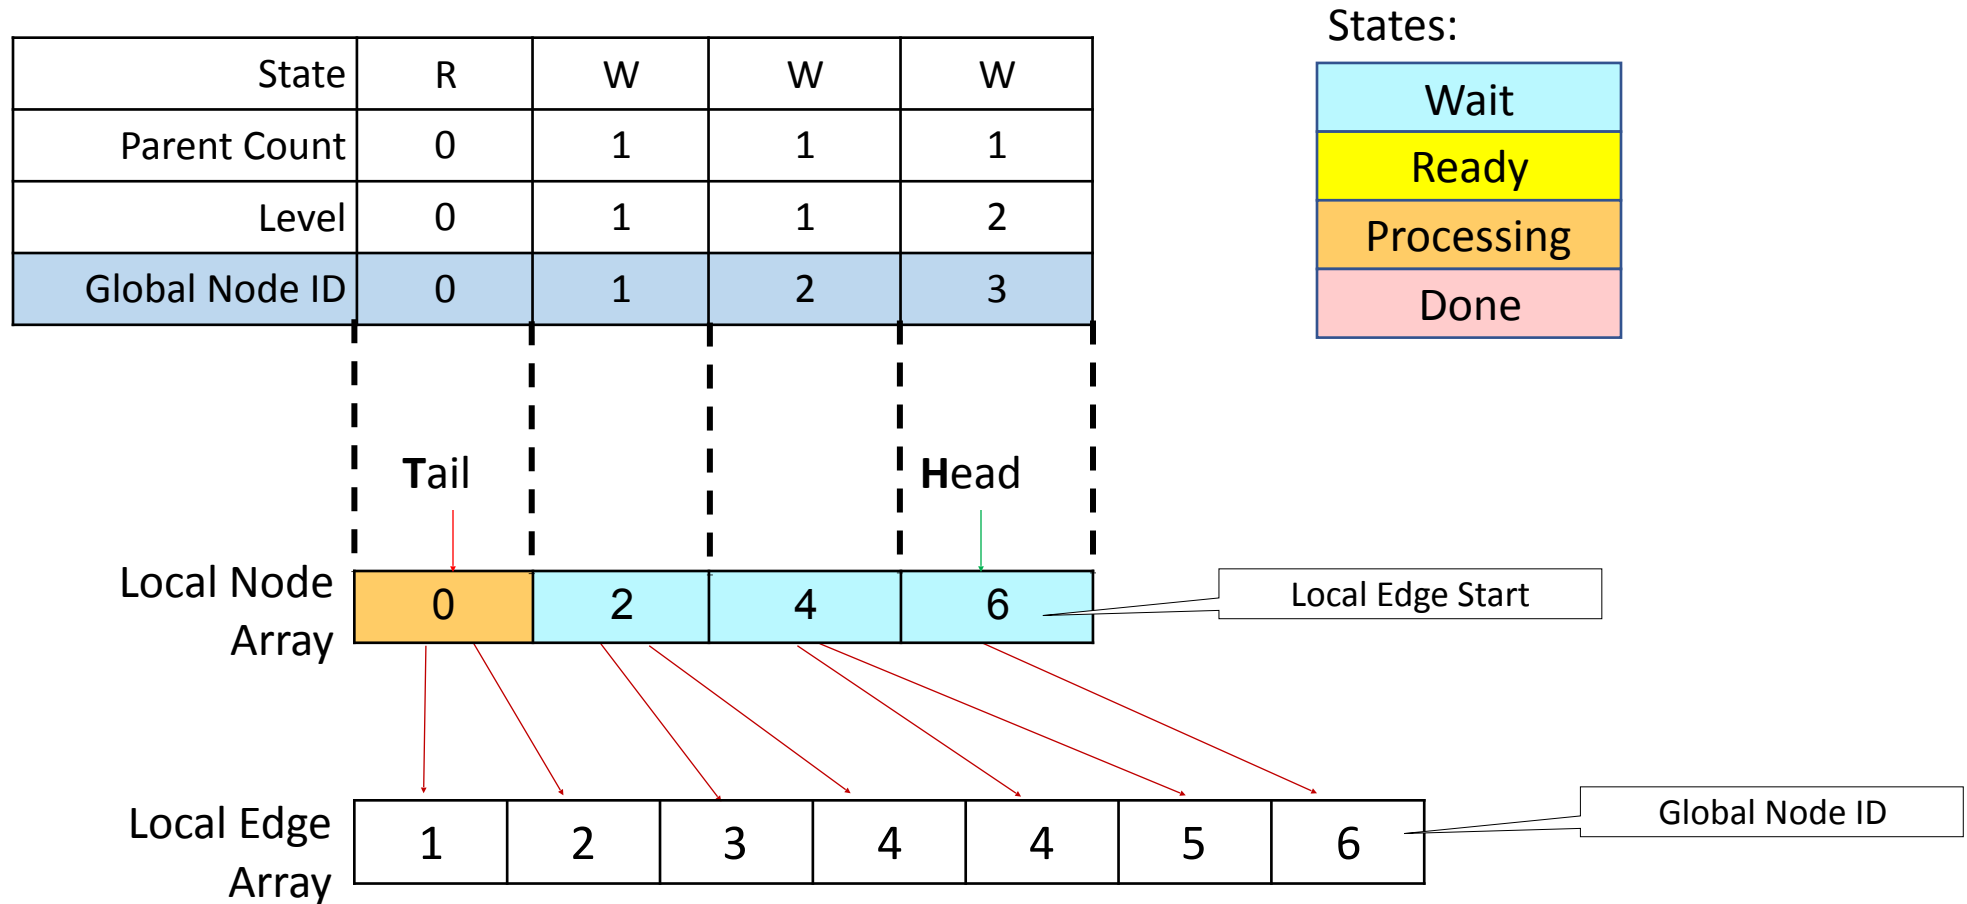 States:
State R W W W
Parent Count 0 1 1 1
Level 0 1 1 2
Global Node ID 0 1 2 3
Wait
Ready
Processing
Done
Tail
Head
Local Node
Array
0 2 4 6
Local Edge Start
Local Edge
Array
1 2 3 4 4 5 6
Global Node ID